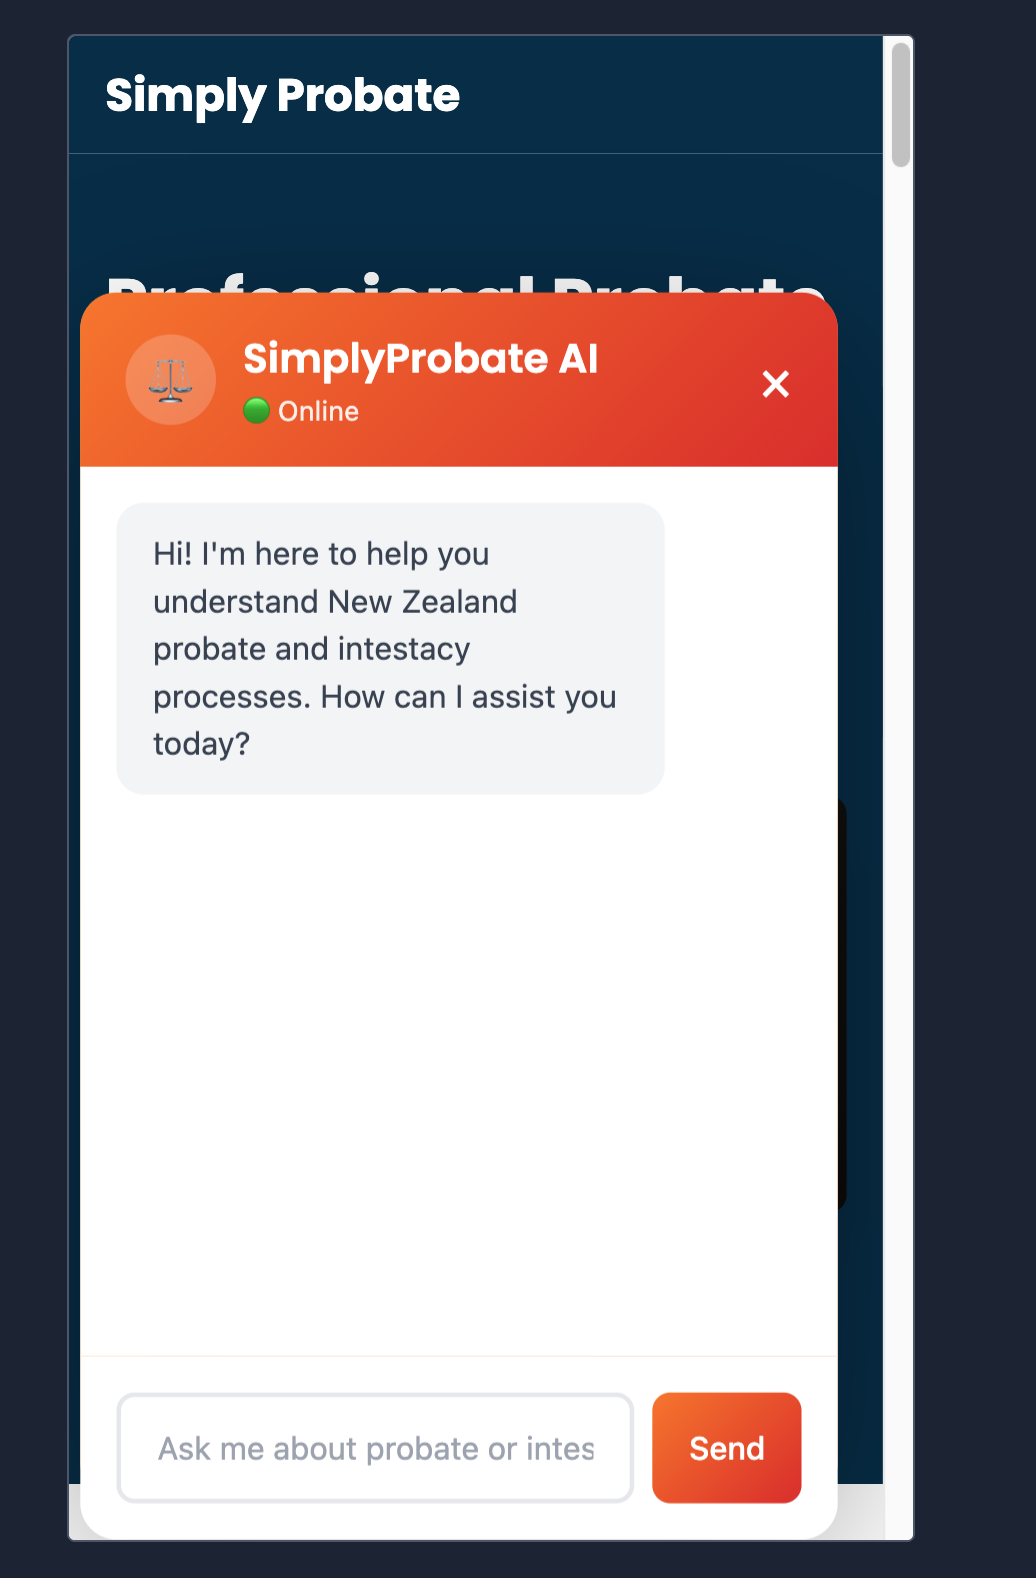 Simply Probate
Professional Probate
SimplyProbate AI
Online
Hi! I'm here to help you
understand New Zealand
probate and intestacy
processes. How can I assist you
today?
Ask me about probate or intes
Send